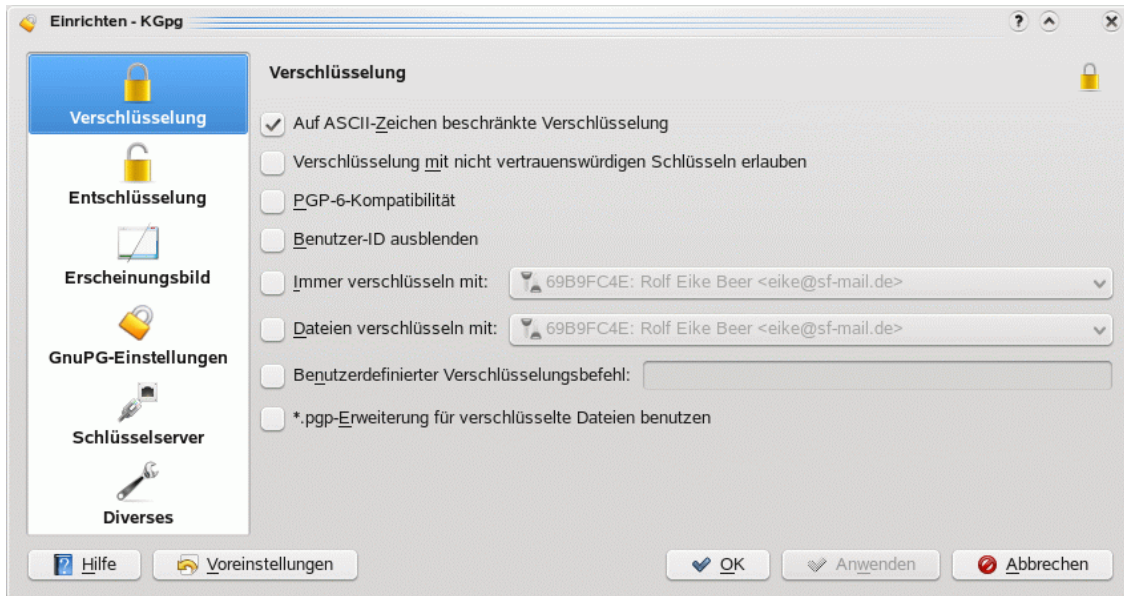 Einrichten - KGpg
Verschlüsselung
Entschlüsselung
Erscheinungsbild
GnuPG-Einstellungen
Schlüsselserver
Diverses
Verschlüsselung
Auf ASCII-Zeichen beschränkte Verschlüsselung
Verschlüsselung mit nicht vertrauenswürdigen Schlüsseln erlauben
PGP-6-Kompatibilität
Benutzer-ID ausblenden
Immer verschlüsseln mit: 69B9FC4E: Rolf Eike Beer <eike@sf-mail.de>
Dateien verschlüsseln mit: 69B9FC4E: Rolf Eike Beer <eike@sf-mail.de>
Benutzerdefinierter Verschlüsselungsbefehl:
*.pgp-Erweiterung für verschlüsselte Dateien benutzen
Hilfe Voreinstellungen OK Anwenden Abbrechen